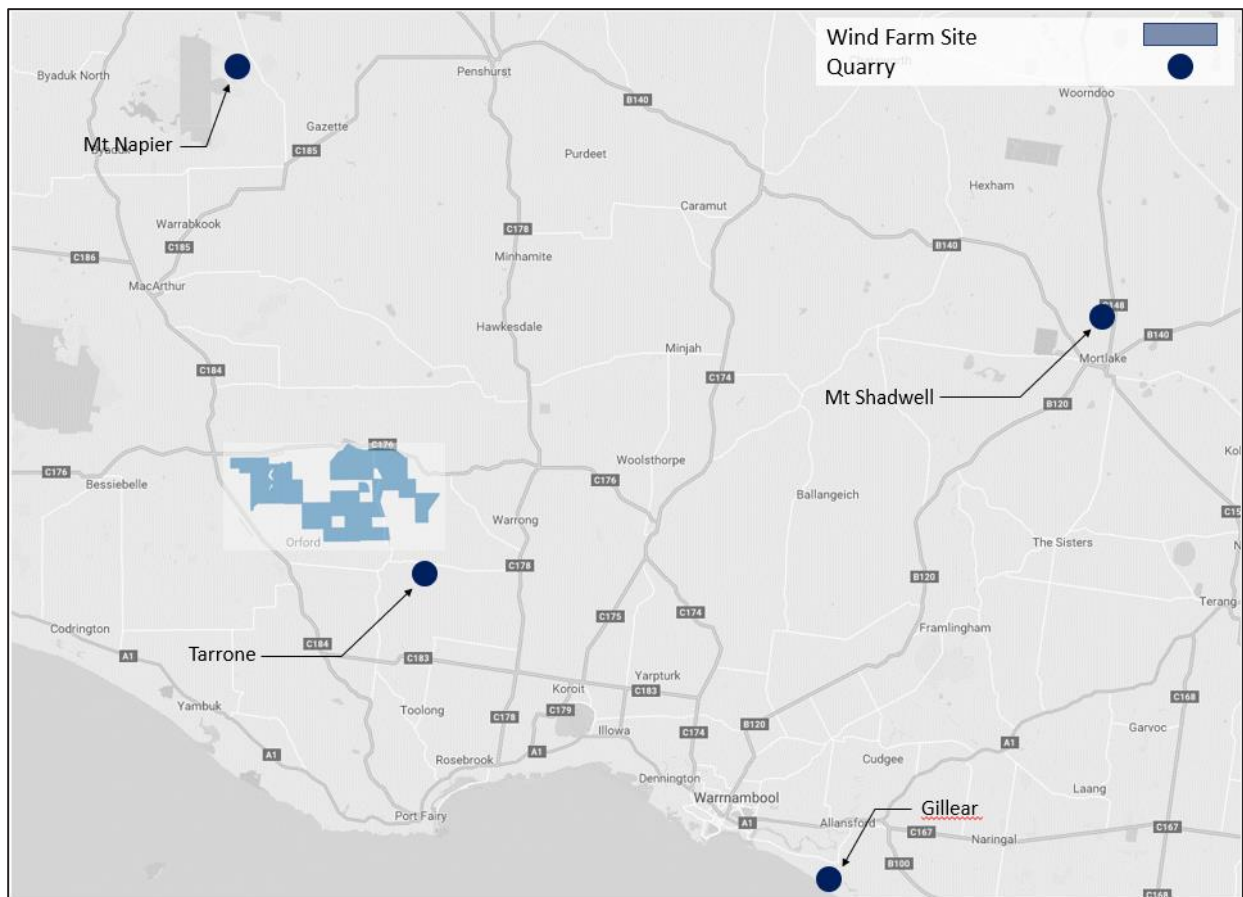 Wind Farm Site
Quarry
Byaduk North
Penshurst
Woorndoo
B140
Mt Napier
Gazette
C185
Purdeet
Hexham
Caramut
Warrabkook
C185
C178
B140
C186
Minhamite
MacArthur
C148
Hawkesdale
B140
Minjah
Mortlake
C184
C174
Mt Shadwell
B120
C176
C176
Bessiebelle
Woolsthorpe
C176
Ballangeich
Warrong
Orford
The Sisters
C178
B120
Terang
C175
C174
Codrington
Framlingham
C184
A1
Tarrone
C183
Yarpturk
Koroit
C183
C168
Yambuk
Toolong
C179
C178
Illowa
C174
B120
Garvoc
A1
A1
Rosebrook
A1
Cudgee
Dennington
Laang
Warrnambool
Port Fairy
A1
Allansford
Gillear
C167
C167
Naringal
B100
C168